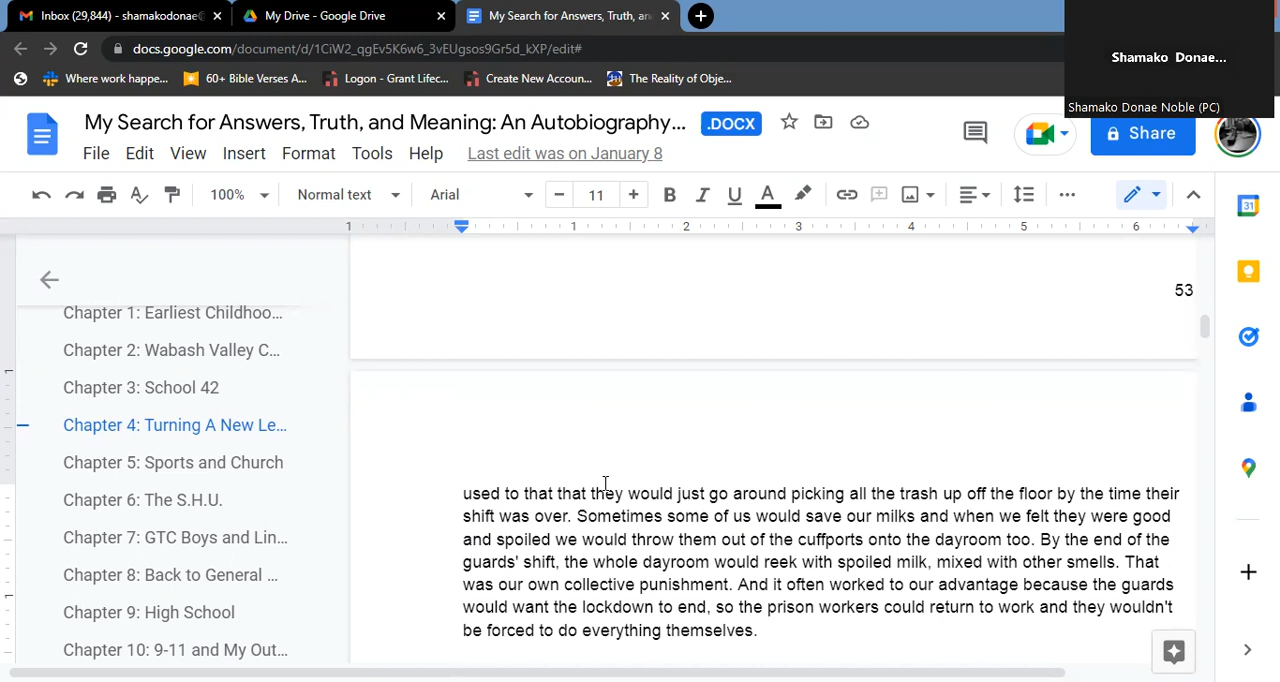 Inbox (29,844) - shamakodonae@
My Drive - Google Drive
My Search for Answers, Truth, an
docs.google.com/document/d/1CiW2_qgEv5K6w6_3vEUgsos9Gr5d_kXP/edit#
Where work happe...
60+ Bible Verses A...
Logon - Grant Lifec...
Create New Accoun...
The Reality of Obje...
Shamako Donae...
Shamako Donae Noble (PC)
My Search for Answers, Truth, and Meaning: An Autobiography...
.DOCX
File Edit View Insert Format Tools Help Last edit was on January 8
Share
100% Normal text Arial 11 B I U A
1 1 2 3 4 5 6
31
Chapter 1: Earliest Childhoo...
Chapter 2: Wabash Valley C...
Chapter 3: School 42
Chapter 4: Turning A New Le...
Chapter 5: Sports and Church
Chapter 6: The S.H.U.
Chapter 7: GTC Boys and Lin...
Chapter 8: Back to General ...
Chapter 9: High School
Chapter 10: 9-11 and My Out...
53
used to that that they would just go around picking all the trash up off the floor by the time their
shift was over. Sometimes some of us would save our milks and when we felt they were good
and spoiled we would throw them out of the cuffports onto the dayroom too. By the end of the
guards' shift, the whole dayroom would reek with spoiled milk, mixed with other smells. That
was our own collective punishment. And it often worked to our advantage because the guards
would want the lockdown to end, so the prison workers could return to work and they wouldn't
be forced to do everything themselves.